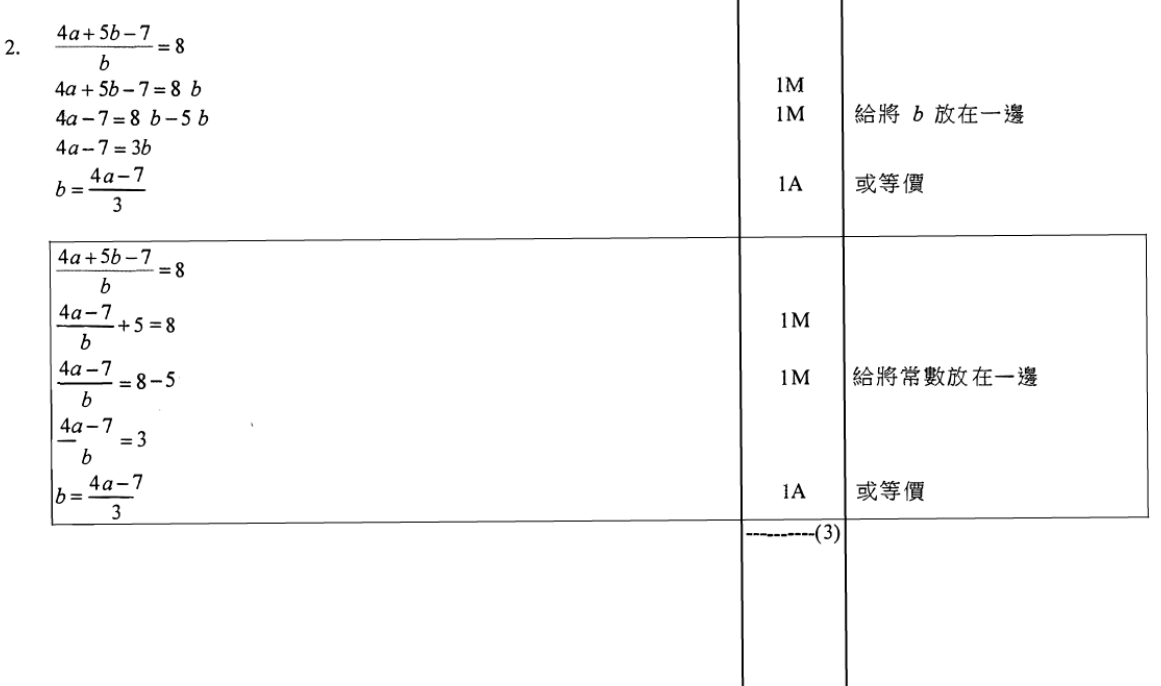 2. (4a+5b−7)/b = 8
4a+5b−7=8 b 1M
4a−7=8 b−5 b 1M 給將 b 放在一邊
4a−7=3b
b=(4a−7)/3 1A 或等價
(4a+5b−7)/b = 8
(4a−7)/b +5=8 1M
(4a−7)/b =8−5 1M 給將常數放在一邊
(4a−7)/b =3
b=(4a−7)/3 1A 或等價
----------(3)